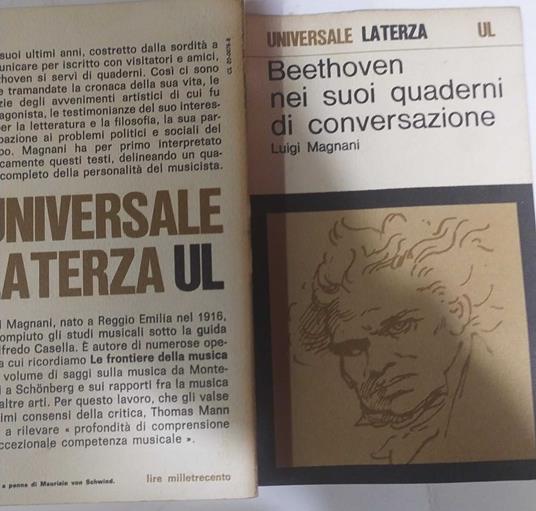 suoi ultimi anni, costretto dalla sordità a
unicare per iscritto con visitatori e amici,
hoven si servì di quaderni. Così ci sono
e tramandate la cronaca della sua vita, le
zie degli avvenimenti artistici di cui fu
agonista, le testimonianze del suo interes-
per la letteratura e la filosofia, la sua par-
pazione ai problemi politici e sociali del
po. Magnani ha per primo interpretato
camente questi testi, delineando un qua-
completo della personalità del musicista.
UNIVERSALE
LATERZA UL
i Magnani, nato a Reggio Emilia nel 1916,
ompiuto gli studi musicali sotto la guida
lfredo Casella. È autore di numerose ope-
a cui ricordiamo Le frontiere della musica
volume di saggi sulla musica da Monte-
i a Schönberg e sui rapporti fra la musica
altre arti. Per questo lavoro, che gli valse
imi consensi della critica, Thomas Mann
a rilevare « profondità di comprensione
ccezionale competenza musicale ».
a penna di Maurizio von Schwind.
lire milletrecento
UNIVERSALE LATERZA UL
Beethoven
nei suoi quaderni
di conversazione
Luigi Magnani